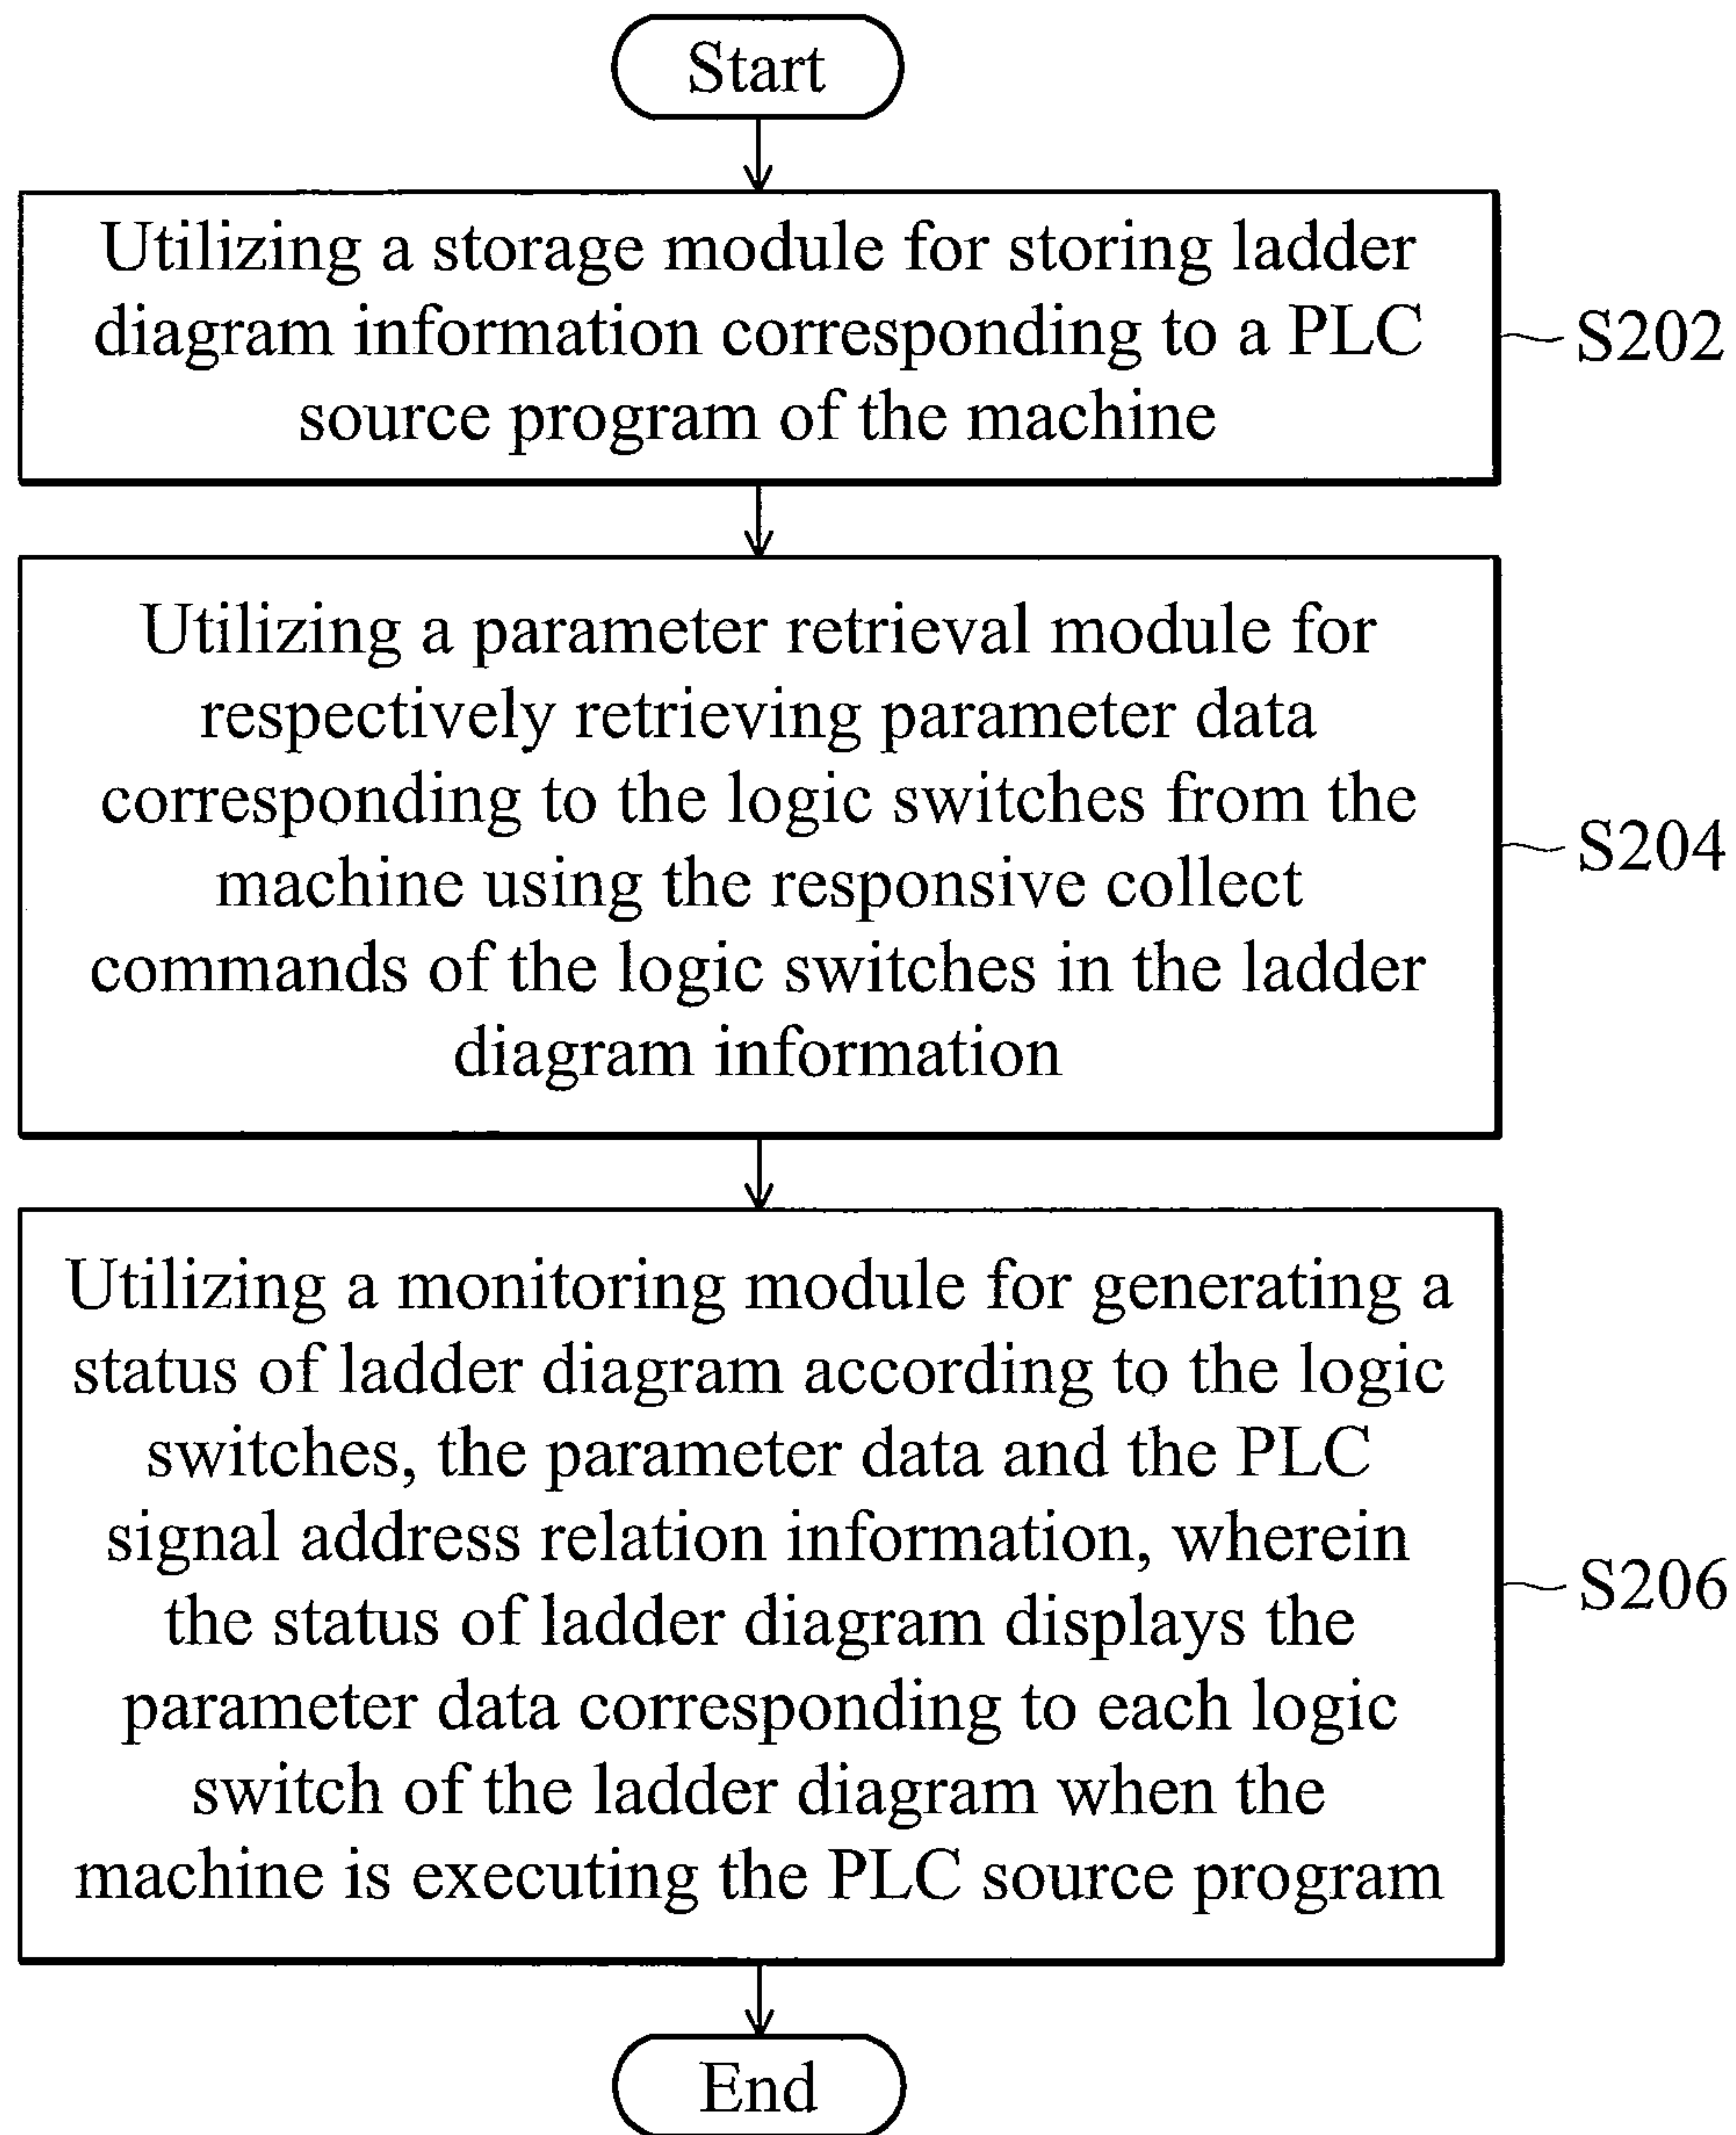 Start
Utilizing a storage module for storing ladder
diagram information corresponding to a PLC
source program of the machine
S202
Utilizing a parameter retrieval module for
respectively retrieving parameter data
corresponding to the logic switches from the
machine using the responsive collect
commands of the logic switches in the ladder
diagram information
S204
Utilizing a monitoring module for generating a
status of ladder diagram according to the logic
switches, the parameter data and the PLC
signal address relation information, wherein
the status of ladder diagram displays the
parameter data corresponding to each logic
switch of the ladder diagram when the
machine is executing the PLC source program
S206
End